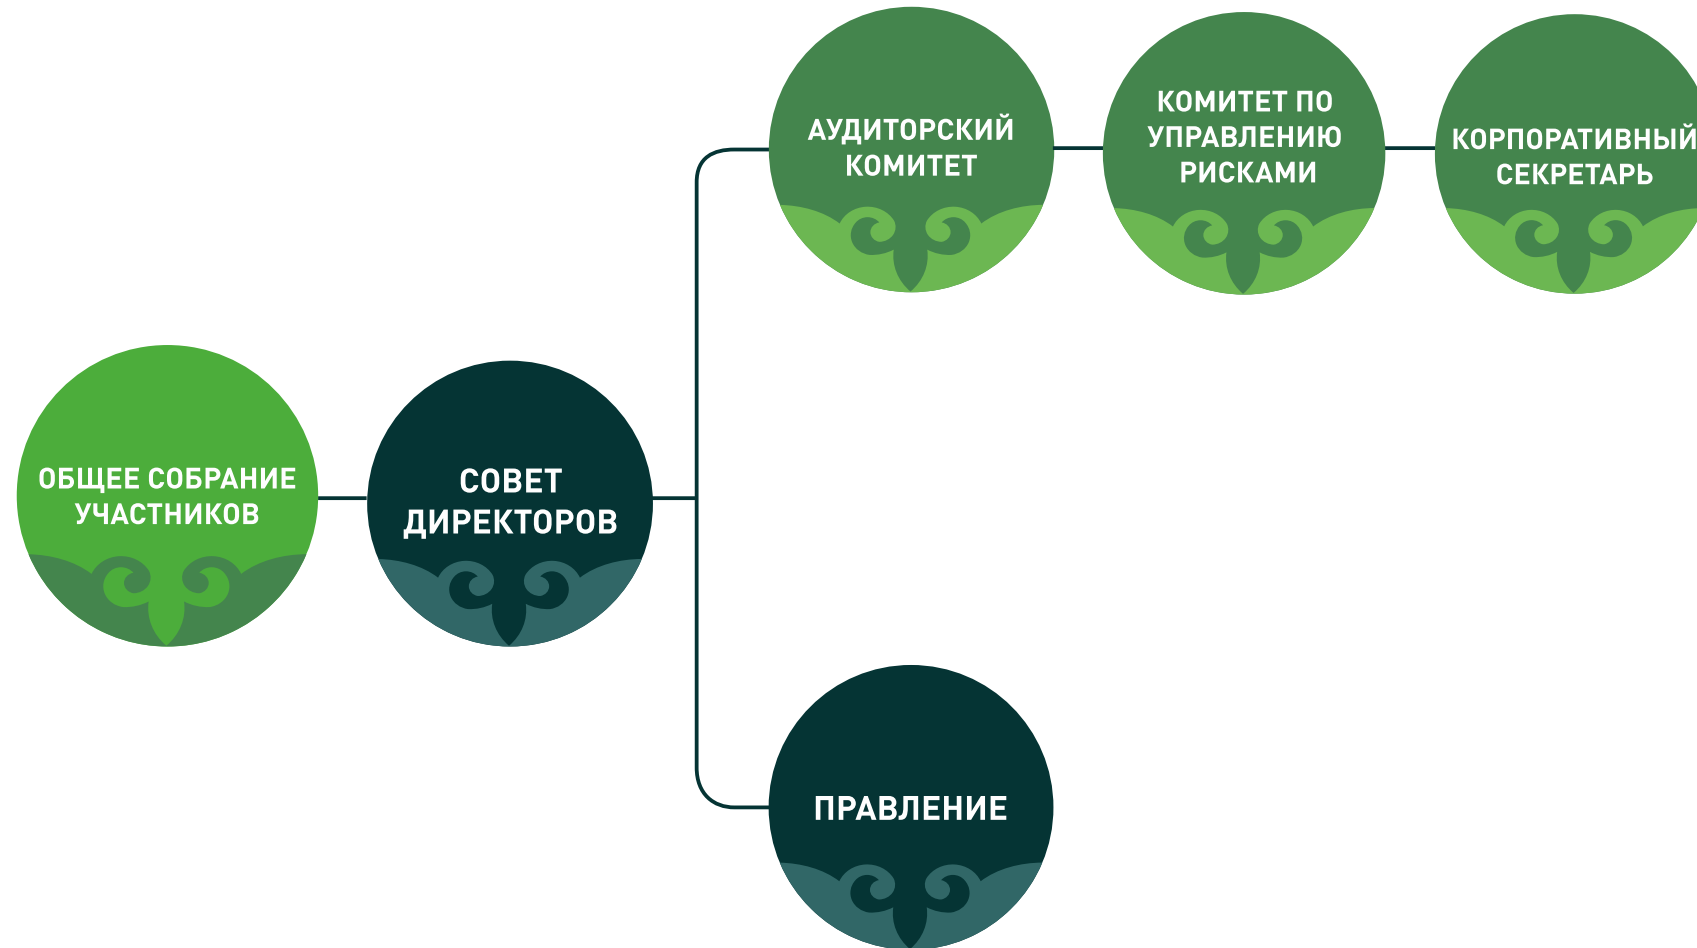 АУДИТОРСКИЙ
КОМИТЕТ
КОМИТЕТ ПО
УПРАВЛЕНИЮ
РИСКАМИ
КОРПОРАТИВНЫЙ
СЕКРЕТАРЬ
ОБЩЕЕ СОБРАНИЕ
УЧАСТНИКОВ
СОВЕТ
ДИРЕКТОРОВ
ПРАВЛЕНИЕ